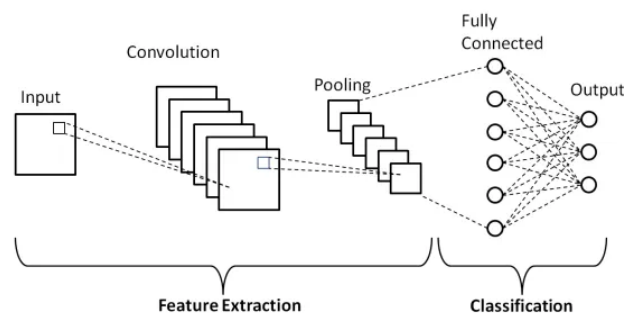 Input
Convolution
Pooling
Fully
Connected
Output
Feature Extraction
Classification